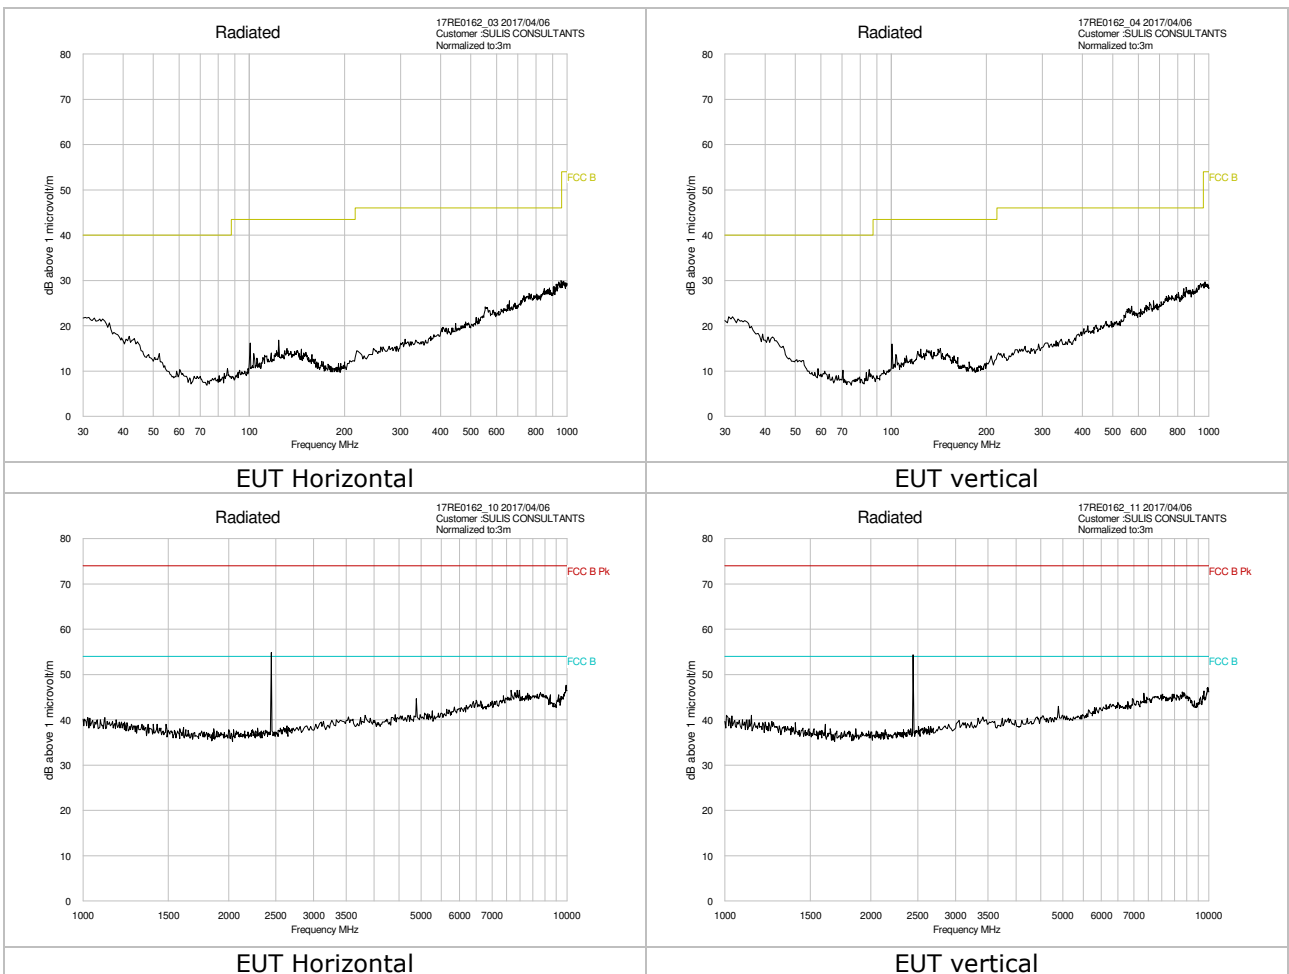 Radiated
17RE0162_03 2017/04/06
Customer :SULIS CONSULTANTS
Normalized to:3m
dB above 1 microvolt/m
80
70
60
50
40
30
20
10
0
FCC B
30 40 50 60 70 100 200 300 400 500 600 800 1000
Frequency MHz
EUT Horizontal
Radiated
17RE0162_04 2017/04/06
Customer :SULIS CONSULTANTS
Normalized to:3m
dB above 1 microvolt/m
80
70
60
50
40
30
20
10
0
FCC B
30 40 50 60 70 100 200 300 400 500 600 800 1000
Frequency MHz
EUT vertical
Radiated
17RE0162_10 2017/04/06
Customer :SULIS CONSULTANTS
Normalized to:3m
dB above 1 microvolt/m
80
70
60
50
40
30
20
10
0
FCC B Pk
FCC B
1000 1500 2000 2500 3000 3500 5000 6000 7000 10000
Frequency MHz
EUT Horizontal
Radiated
17RE0162_11 2017/04/06
Customer :SULIS CONSULTANTS
Normalized to:3m
dB above 1 microvolt/m
80
70
60
50
40
30
20
10
0
FCC B Pk
FCC B
1000 1500 2000 2500 3000 3500 5000 6000 7000 10000
Frequency MHz
EUT vertical